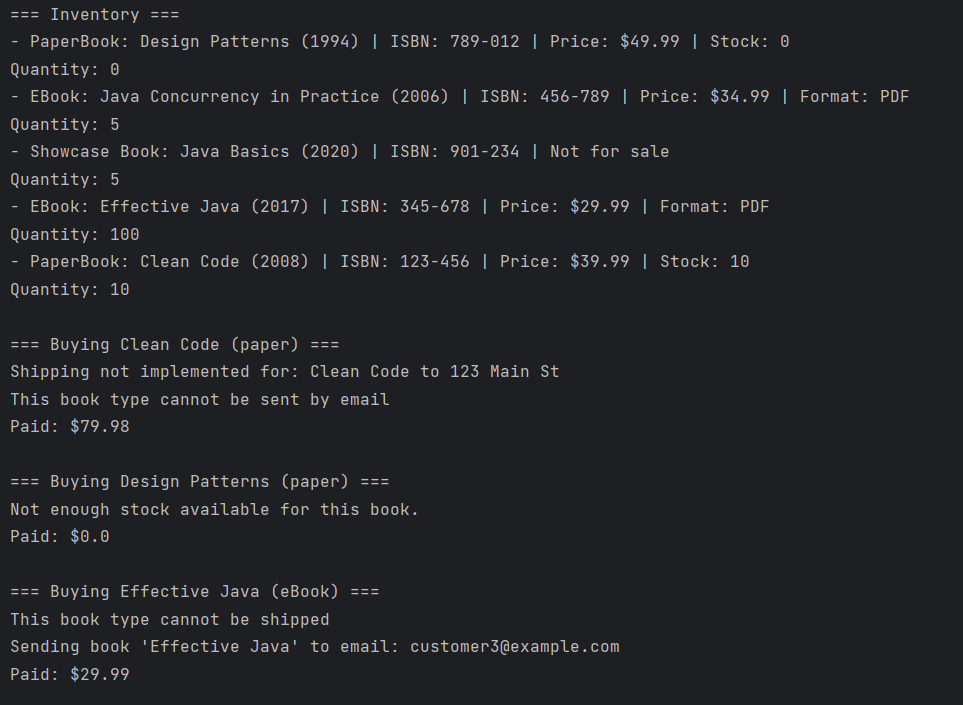 === Inventory ===
- PaperBook: Design Patterns (1994) | ISBN: 789-012 | Price: $49.99 | Stock: 0
Quantity: 0
- EBook: Java Concurrency in Practice (2006) | ISBN: 456-789 | Price: $34.99 | Format: PDF
Quantity: 5
- Showcase Book: Java Basics (2020) | ISBN: 901-234 | Not for sale
Quantity: 5
- EBook: Effective Java (2017) | ISBN: 345-678 | Price: $29.99 | Format: PDF
Quantity: 100
- PaperBook: Clean Code (2008) | ISBN: 123-456 | Price: $39.99 | Stock: 10
Quantity: 10

=== Buying Clean Code (paper) ===
Shipping not implemented for: Clean Code to 123 Main St
This book type cannot be sent by email
Paid: $79.98

=== Buying Design Patterns (paper) ===
Not enough stock available for this book.
Paid: $0.0

=== Buying Effective Java (eBook) ===
This book type cannot be shipped
Sending book 'Effective Java' to email: customer3@example.com
Paid: $29.99